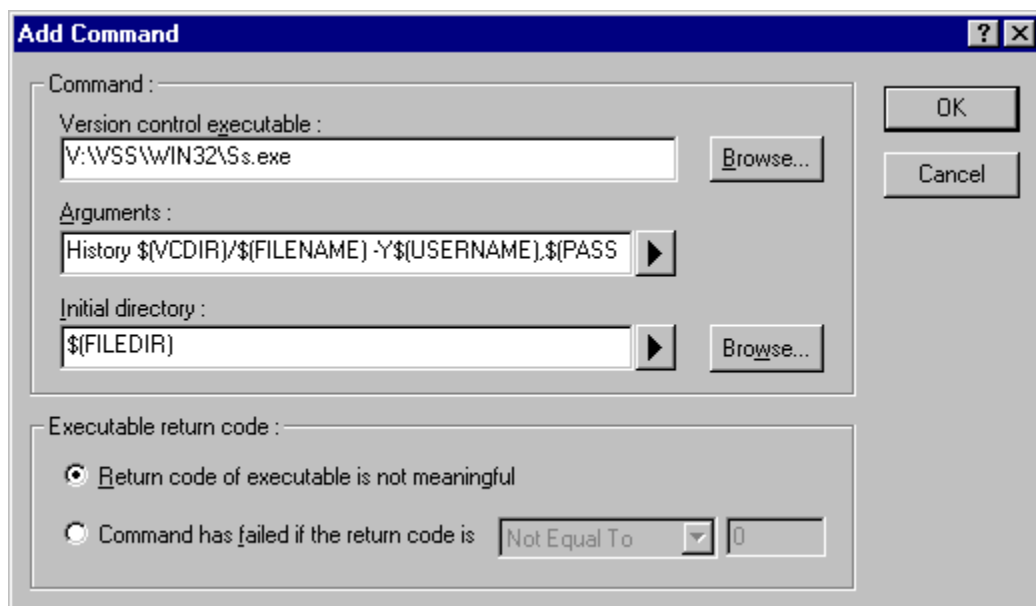 Add Command
Command :
Version control executable :
V:\VSS\WIN32\Ss.exe
Browse...
OK
Cancel
Arguments :
History $(VCDIR)/$(FILENAME) -Y$(USERNAME),$(PASS
Initial directory :
$(FILEDIR)
Browse...
Executable return code :
Return code of executable is not meaningful
Command has failed if the return code is
Not Equal To
0